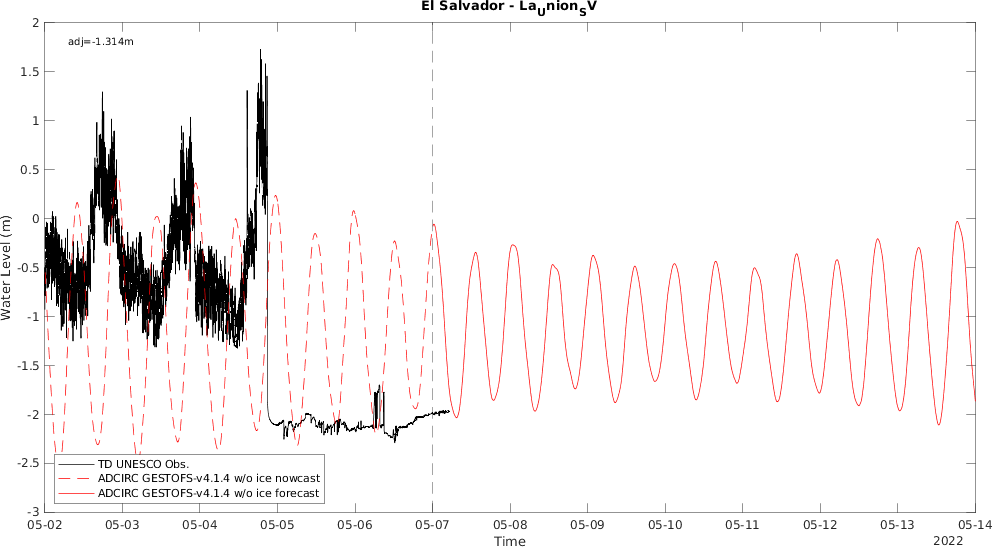 El Salvador - LaUnionSV
adj=-1.314m
2
1.5
1
0.5
0
-0.5
-1
-1.5
-2
-2.5
-3
Water Level (m)
TD UNESCO Obs.
ADCIRC GESTOFS-v4.1.4 w/o ice nowcast
ADCIRC GESTOFS-v4.1.4 w/o ice forecast
05-02 05-03 05-04 05-05 05-06 05-07 05-08 05-09 05-10 05-11 05-12 05-13 05-14
Time
2022